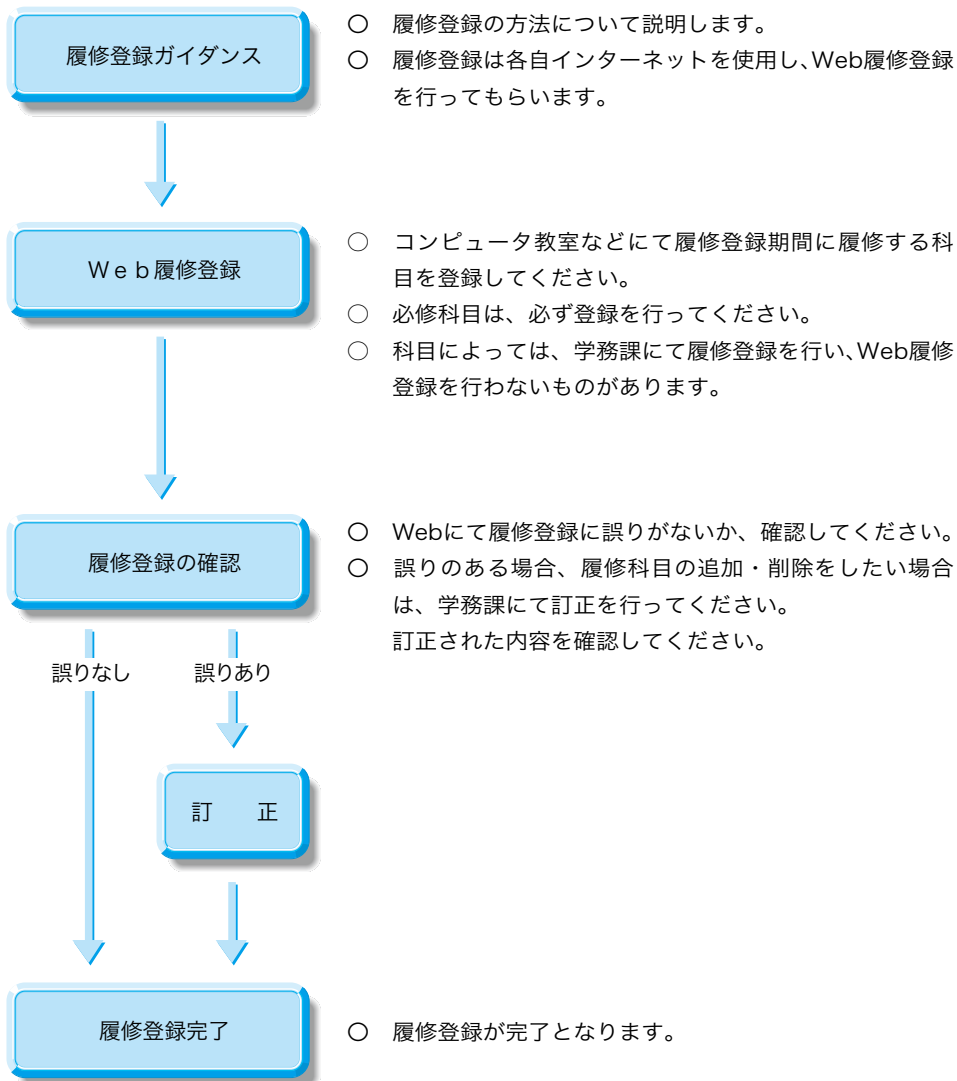 履修登録ガイダンス
○　履修登録の方法について説明します。
○　履修登録は各自インターネットを使用し、Web履修登録
を行ってもらいます。
Ｗｅｂ履修登録
○　コンピュータ教室などにて履修登録期間に履修する科
目を登録してください。
○　必修科目は、必ず登録を行ってください。
○　科目によっては、学務課にて履修登録を行い、Web履修
登録を行わないものがあります。
履修登録の確認
○　Webにて履修登録に誤りがないか、確認してください。
○　誤りのある場合、履修科目の追加・削除をしたい場合
は、学務課にて訂正を行ってください。
訂正された内容を確認してください。
誤りなし　誤りあり
訂　正
履修登録完了
○　履修登録が完了となります。